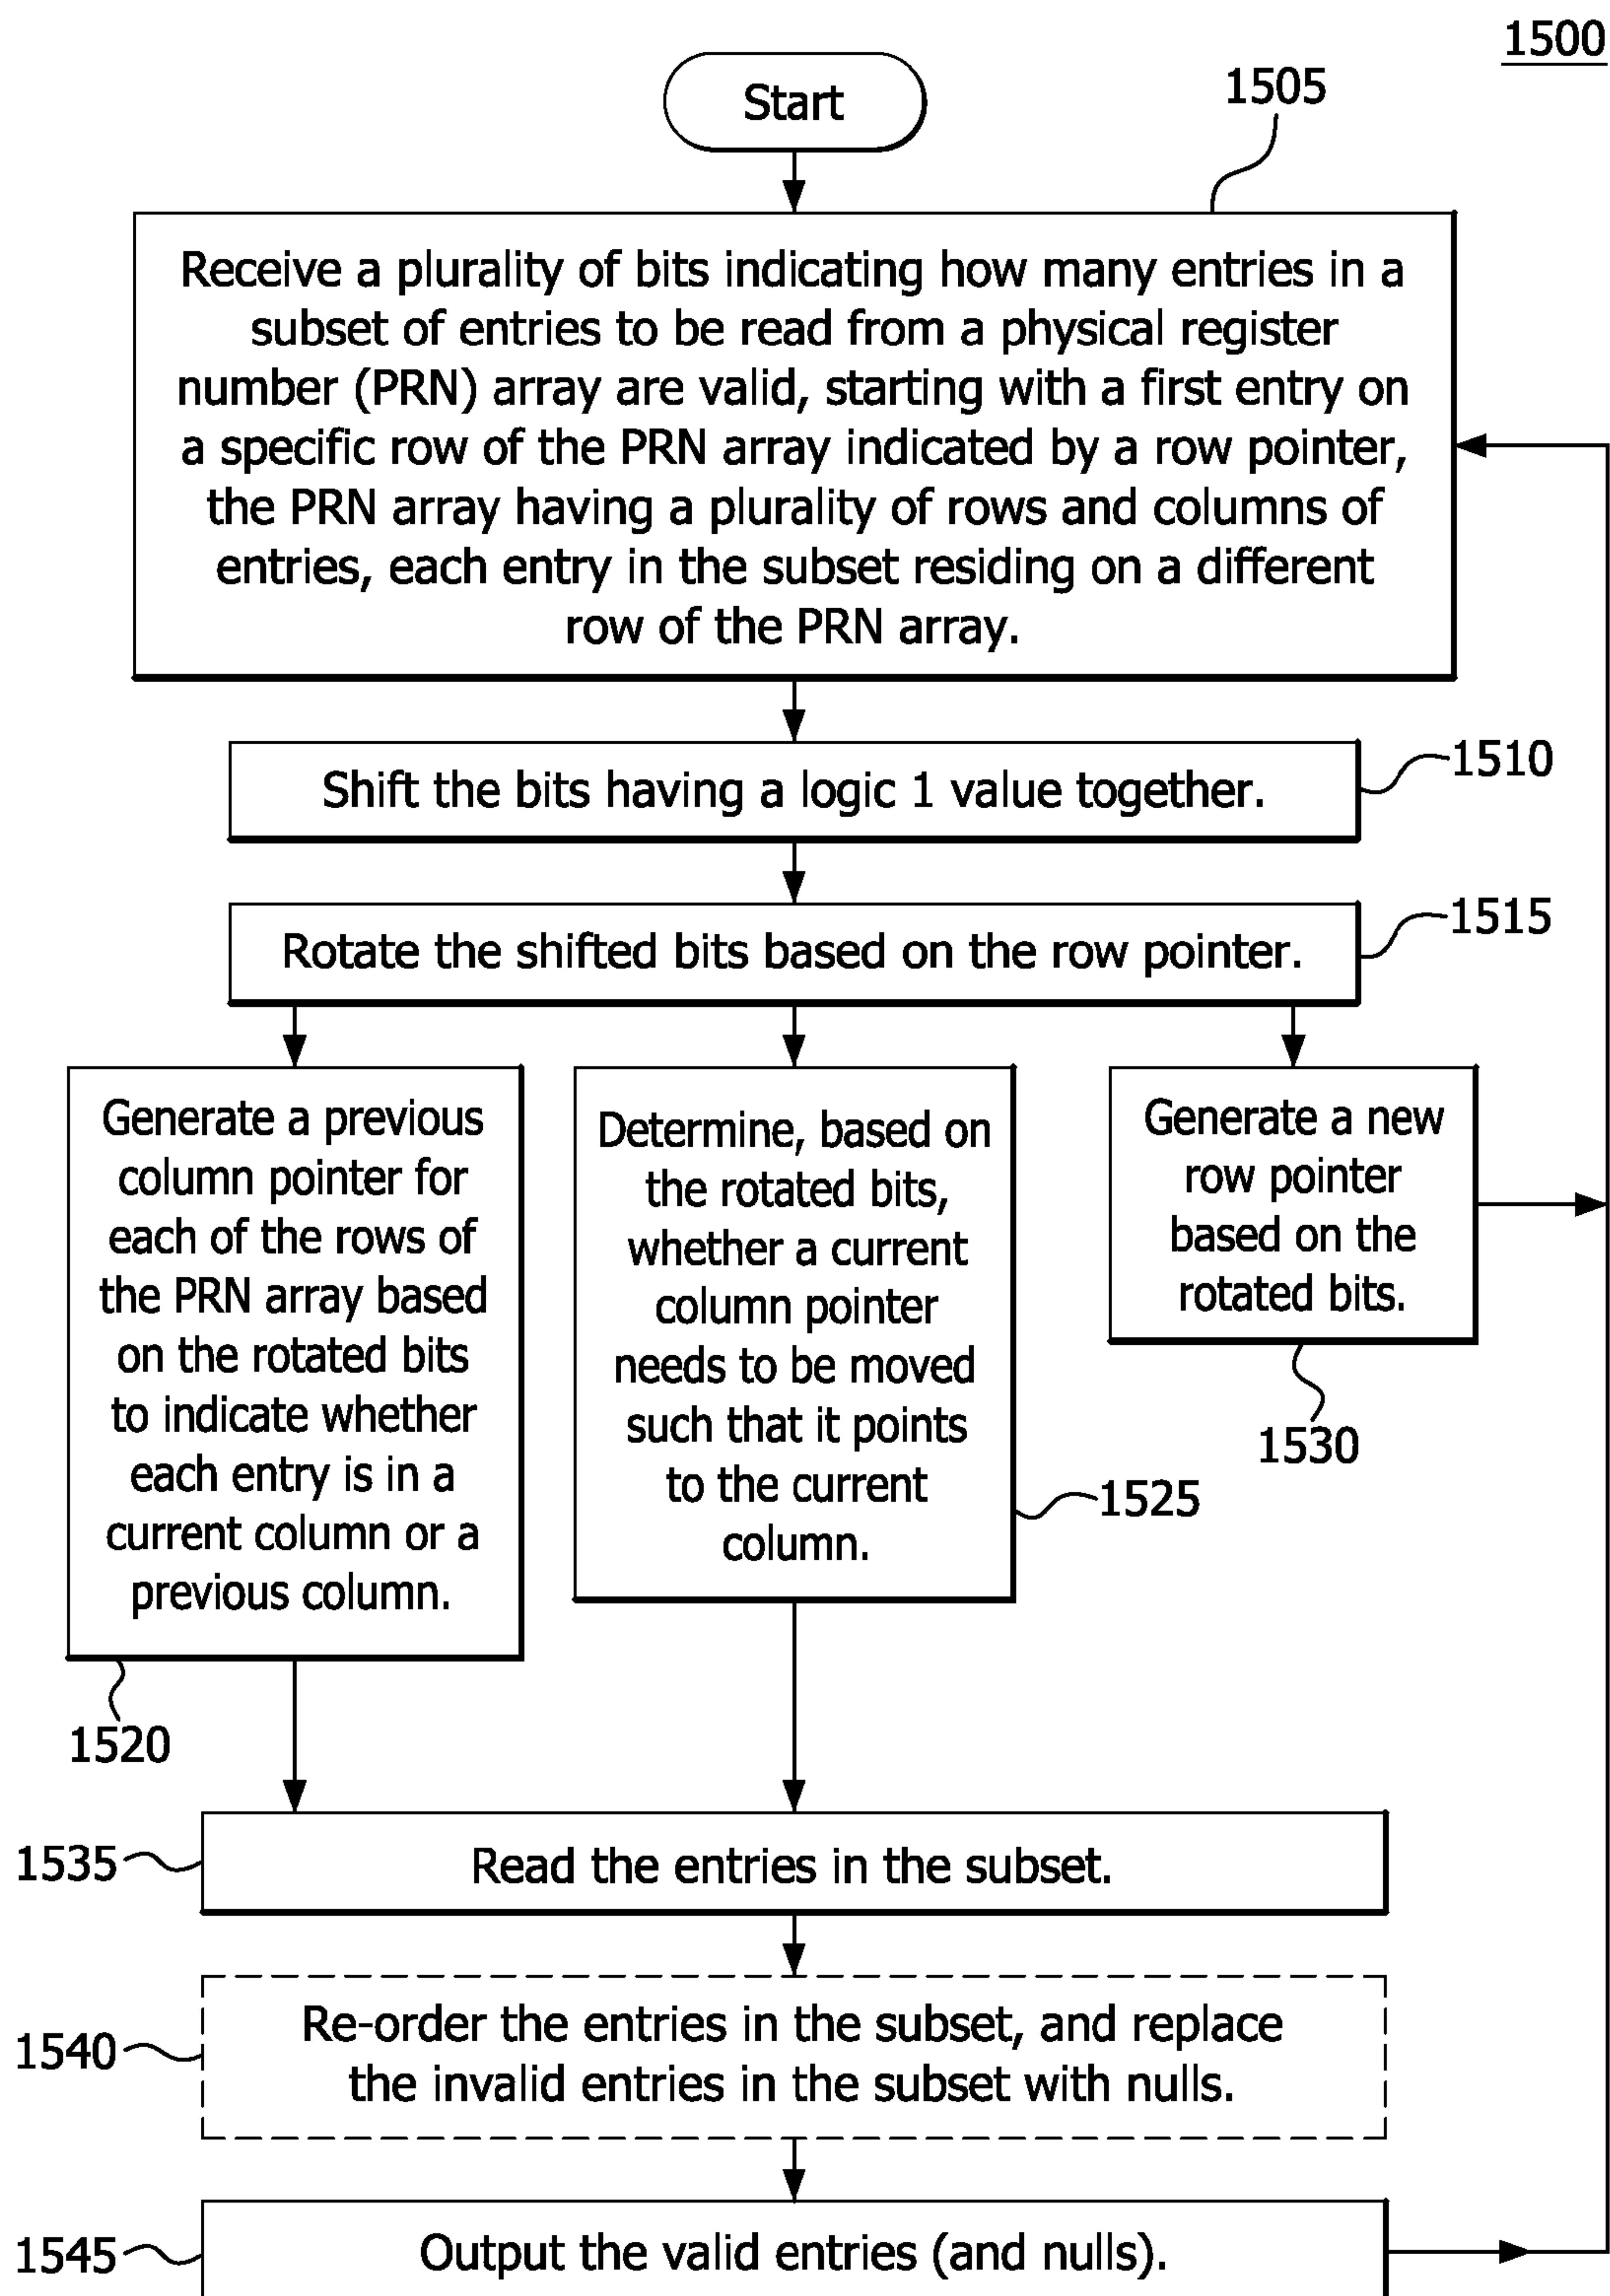 1500
Start
1505
Receive a plurality of bits indicating how many entries in a
subset of entries to be read from a physical register
number (PRN) array are valid, starting with a first entry on
a specific row of the PRN array indicated by a row pointer,
the PRN array having a plurality of rows and columns of
entries, each entry in the subset residing on a different
row of the PRN array.
Shift the bits having a logic 1 value together.
1510
Rotate the shifted bits based on the row pointer.
1515
Generate a previous
column pointer for
each of the rows of
the PRN array based
on the rotated bits
to indicate whether
each entry is in a
current column or a
previous column.
1520
Determine, based on
the rotated bits,
whether a current
column pointer
needs to be moved
such that it points
to the current
column.
1525
Generate a new
row pointer
based on the
rotated bits.
1530
1535
Read the entries in the subset.
1540
Re-order the entries in the subset, and replace
the invalid entries in the subset with nulls.
1545
Output the valid entries (and nulls).